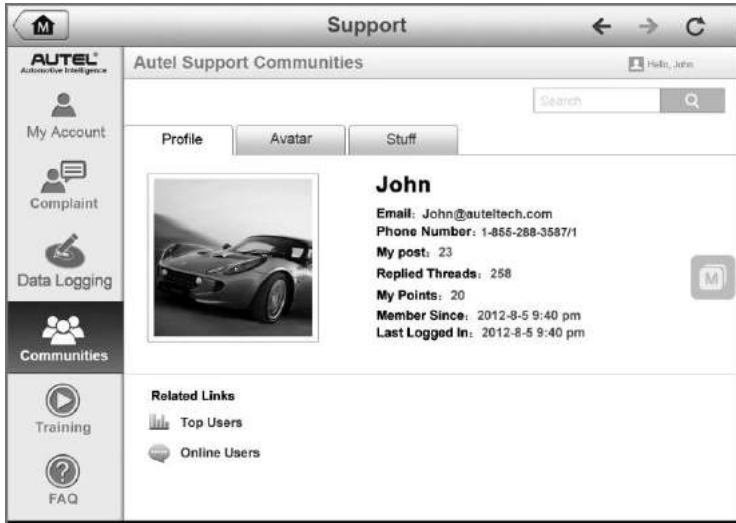 Support
AUTEL
Automotive Intelligence
Autel Support Communities
Hello, John
Search
My Account
Profile
Avatar
Stuff
John
Complaint
Email: John@auteltech.com
Phone Number: 1-855-288-3587/1
My post: 23
Data Logging
Replied Threads: 258
M
My Points: 20
Member Since: 2012-8-5 9:40 pm
Last Logged In: 2012-8-5 9:40 pm
Communities
Related Links
Top Users
Training
Online Users
FAQ